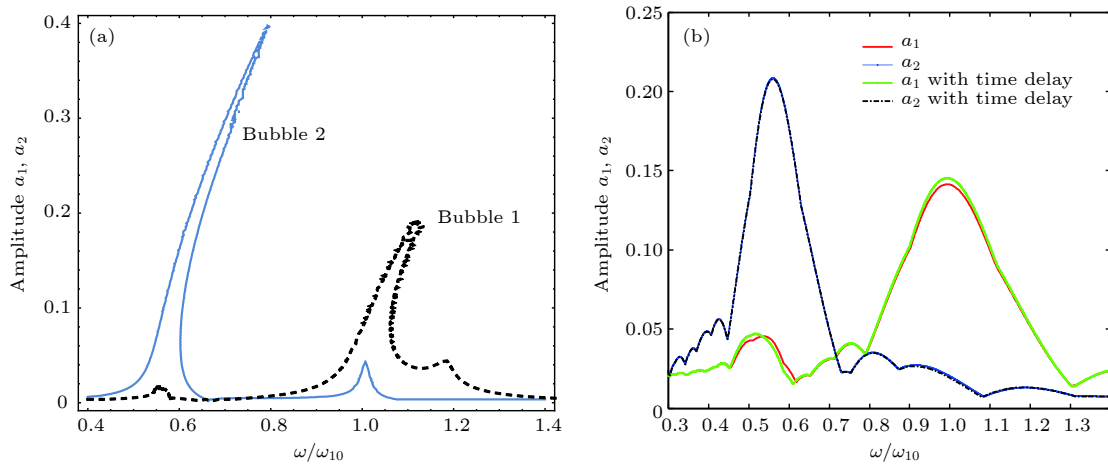 (a)
Amplitude a₁, a₂
0.4
0.3
0.2
0.1
0
Bubble 2
Bubble 1
0.4 0.6 0.8 1.0 1.2 1.4
ω/ω₁₀
(b)
Amplitude a₁, a₂
0.25
0.20
0.15
0.10
0.05
0.00
a₁
a₂
a₁ with time delay
a₂ with time delay
0.3 0.4 0.5 0.6 0.7 0.8 0.9 1.0 1.1 1.2 1.3
ω/ω₁₀